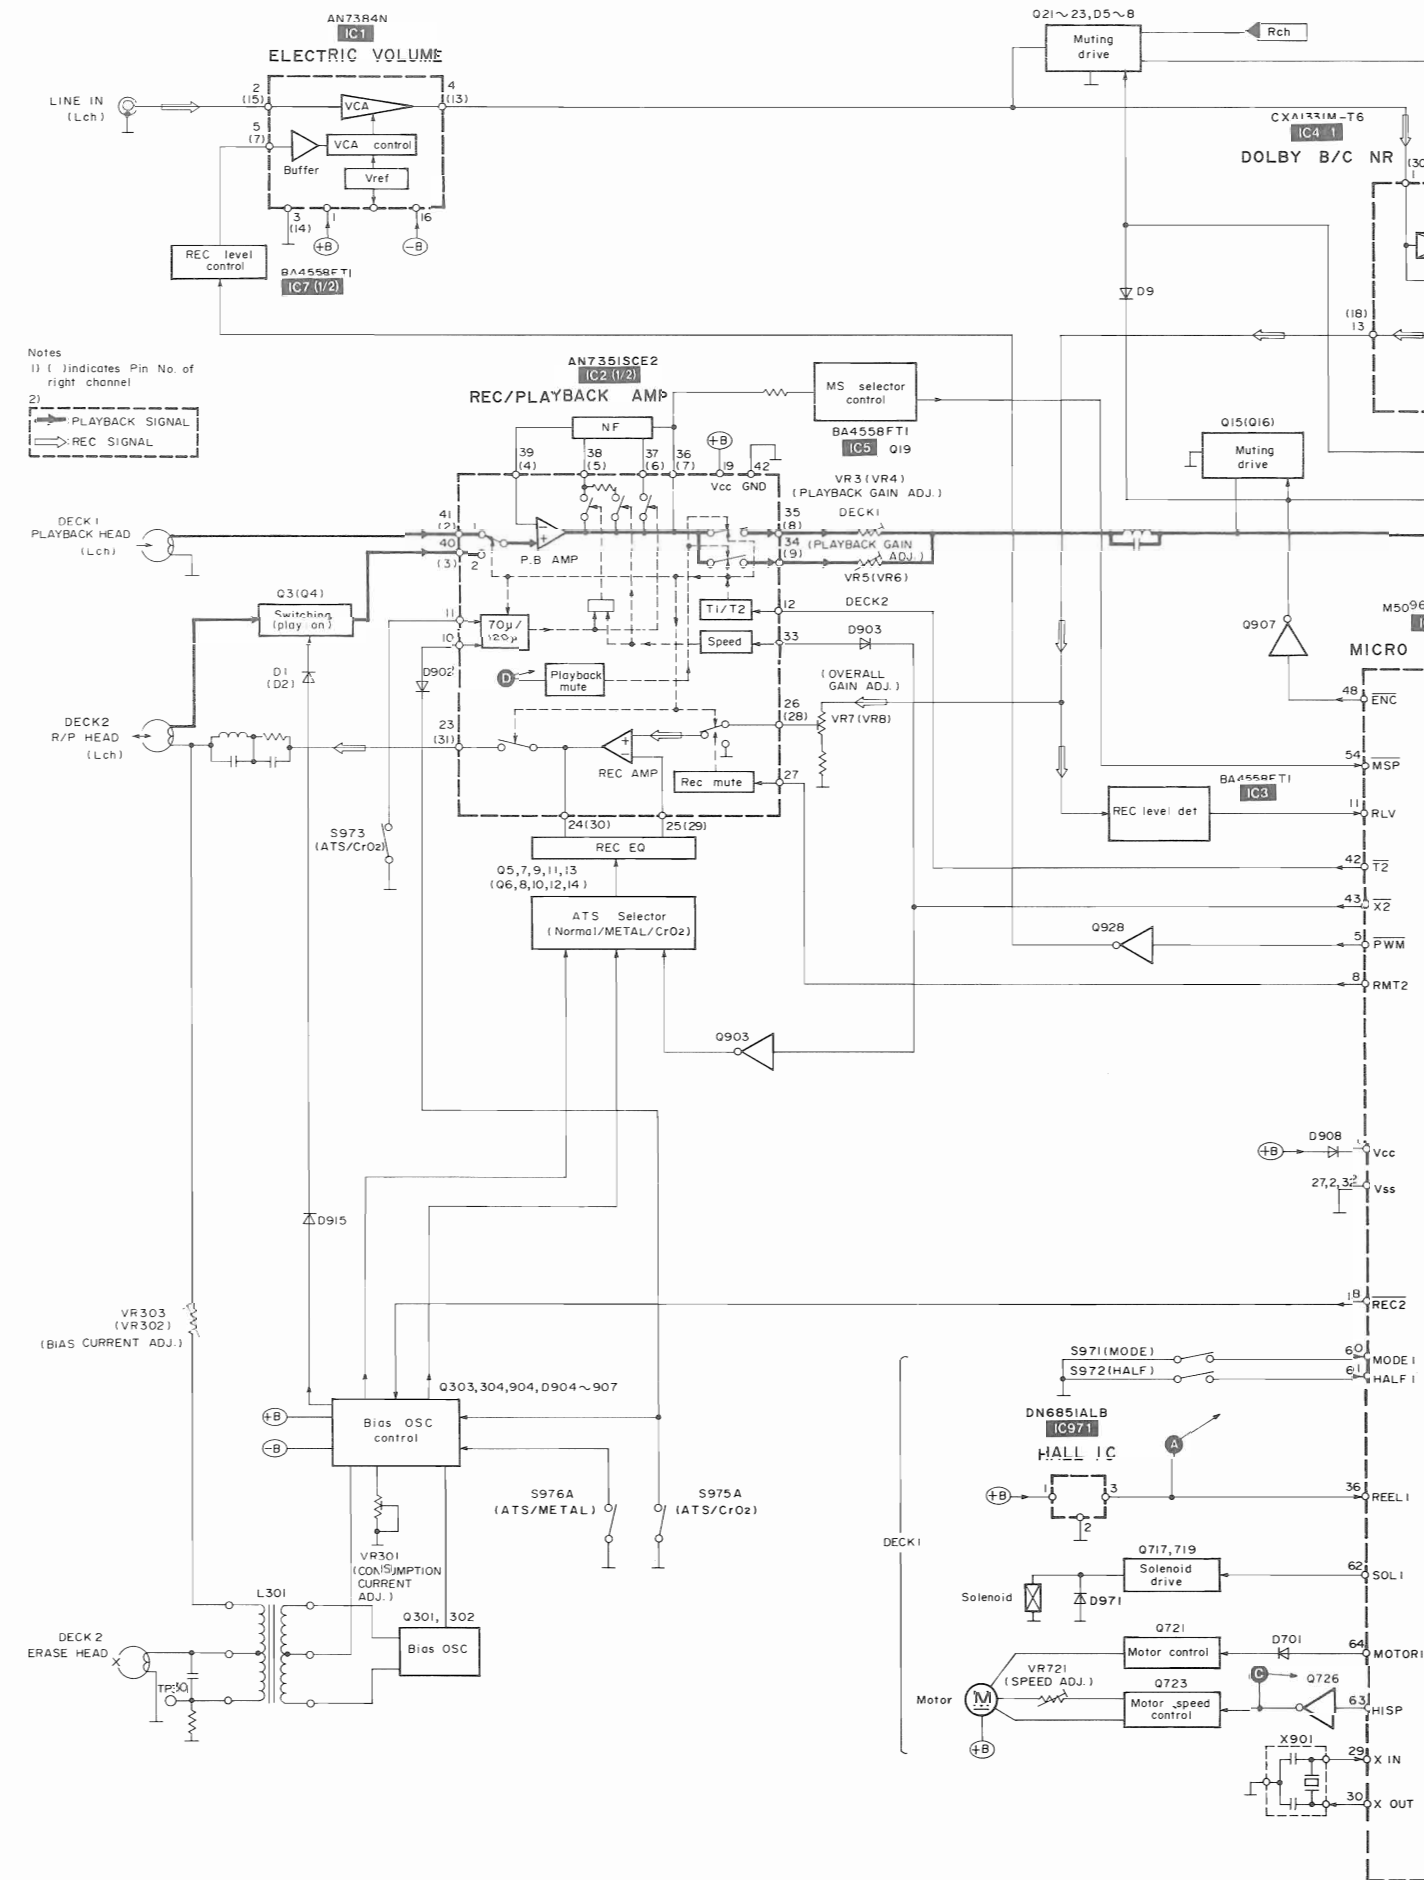 AN7384N
IC1
ELECTRIC VOLUME
LINE IN
(Lch)
2
(15)
5
(7)
VCA
4
(13)
Buffer
VCA control
Vref
3
(14)
1
16
+B
-B
REC level
control
BA4558FT1
IC7 (1/2)
Q21~23, D5~8
Muting
drive
Rch
CXA1331M-T6
IC4 1
DOLBY B/C NR
(30
1
D9
(18)
13
Notes
1) ( ) indicates Pin No. of
right channel
2)
:PLAYBACK SIGNAL
:REC SIGNAL
AN7351SCE2
IC2 (1/2)
REC/PLAYBACK AMP
NF
MS selector
control
BA4558FT1
IC5 Q19
Q15(Q16)
Muting
drive
39
(4)
38
(5)
37
(6)
36
(7)
+B
19
42
Vcc GND
VR3 (VR4)
(PLAYBACK GAIN ADJ.)
DECK1
PLAYBACK HEAD
(Lch)
41
(2)
40
(3)
1
2
P.B AMP
35
(8)
34
(9)
DECK1
(PLAYBACK GAIN
ADJ.)
VR5(VR6)
Q3(Q4)
Switching
(play on)
D1
(D2)
11
10
70μ/
120μ
D902
D
Playback
mute
T1/T2
Speed
12
33
DECK2
D903
(OVERALL
GAIN ADJ.)
VR7 (VR8)
Q907
M5096
MICRO
DECK2
R/P HEAD
(Lch)
23
(31)
REC AMP
Rec mute
26
(28)
27
24(30)
25(29)
REC EQ
S973
(ATS/CrO2)
Q5,7,9,11,13
(Q6,8,10,12,14)
ATS Selector
(Normal/METAL/CrO2)
BA4558FT1
IC3
REC level det
48
ENC
54
MSP
11
RLV
42
T2
43
X2
5
PWM
8
RMT2
Q928
Q903
+B
D908
Vcc
27,2,32
Vss
D915
VR303
(VR302)
(BIAS CURRENT ADJ.)
18
REC2
S971(MODE)
S972(HALF)
60
MODE1
61
HALF1
Q303,304,904,D904~907
+B
-B
Bias OSC
control
DN6851ALB
IC971
HALL IC
A
S976A
(ATS/METAL)
S975A
(ATS/CrO2)
+B
1
3
2
36
REEL1
VR301
(CONSUMPTION
CURRENT
ADJ.)
DECK1
Q717,719
Solenoid
drive
62
SOL1
Solenoid
D971
L301
Q301, 302
Bias OSC
DECK2
ERASE HEAD
TP301
Q721
Motor control
D701
64
MOTOR1
VR721
(SPEED ADJ.)
Motor
M
+B
Q723
Motor speed
control
C
Q726
63
HISP
X901
29
X IN
30
X OUT